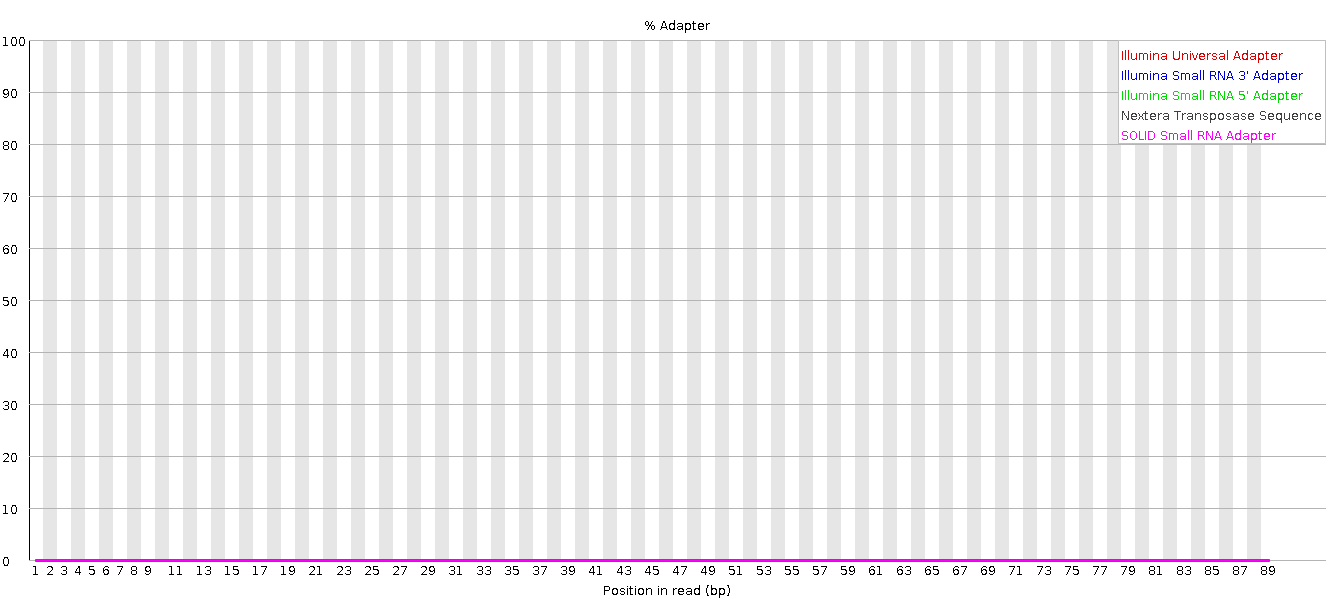 % Adapter
100
90
80
70
60
50
40
30
20
10
0
Illumina Universal Adapter
Illumina Small RNA 3' Adapter
Illumina Small RNA 5' Adapter
Nextera Transposase Sequence
SOLID Small RNA Adapter
1 2 3 4 5 6 7 8 9 11 13 15 17 19 21 23 25 27 29 31 33 35 37 39 41 43 45 47 49 51 53 55 57 59 61 63 65 67 69 71 73 75 77 79 81 83 85 87 89
Position in read (bp)